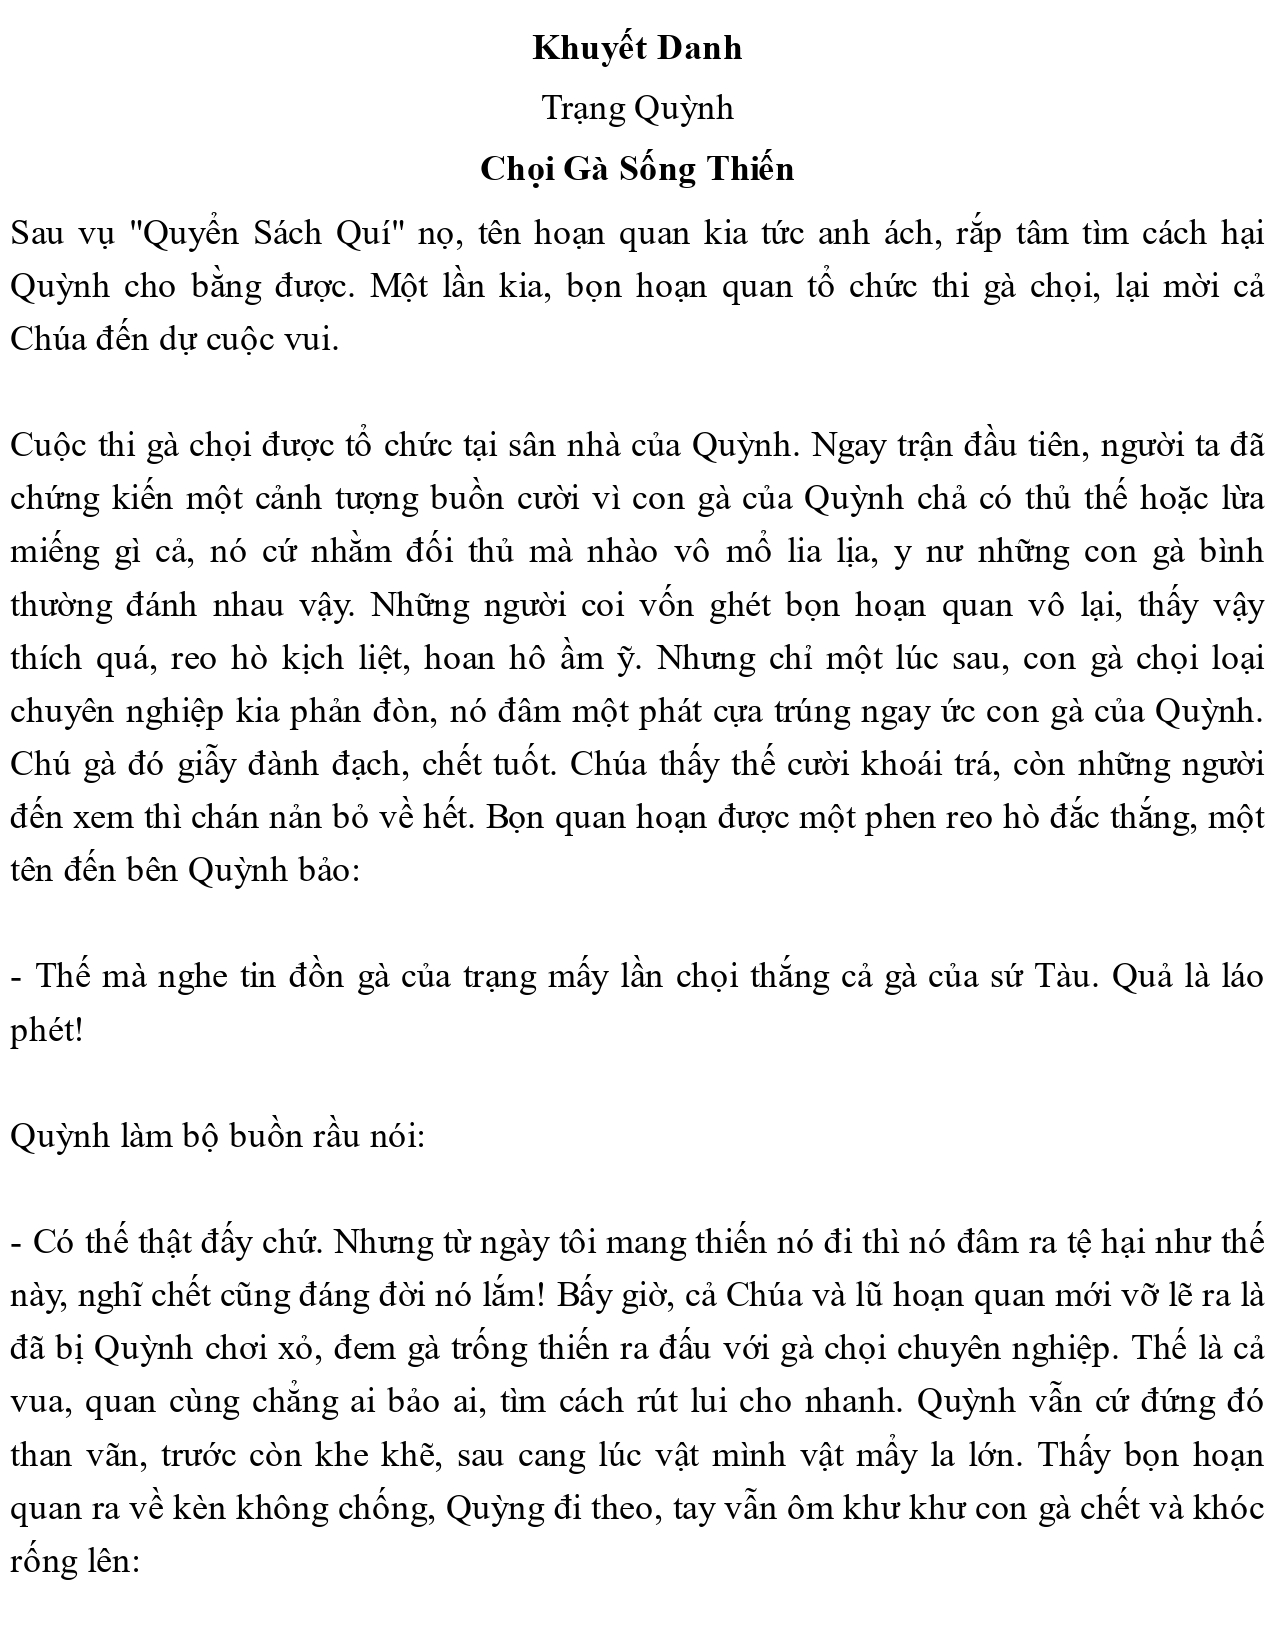 Khuyết Danh
Trạng Quỳnh
Chọi Gà Sống Thiến
Sau vụ "Quyển Sách Quí" nọ, tên hoạn quan kia tức anh ách, rắp tâm tìm cách hại
Quỳnh cho bằng được. Một lần kia, bọn hoạn quan tổ chức thi gà chọi, lại mời cả
Chúa đến dự cuộc vui.
Cuộc thi gà chọi được tổ chức tại sân nhà của Quỳnh. Ngay trận đầu tiên, người ta đã
chứng kiến một cảnh tượng buồn cười vì con gà của Quỳnh chả có thủ thế hoặc lừa
miếng gì cả, nó cứ nhằm đối thủ mà nhào vô mổ lia lịa, y nư những con gà bình
thường đánh nhau vậy. Những người coi vốn ghét bọn hoạn quan vô lại, thấy vậy
thích quá, reo hò kịch liệt, hoan hô ầm ỹ. Nhưng chỉ một lúc sau, con gà chọi loại
chuyên nghiệp kia phản đòn, nó đâm một phát cựa trúng ngay ức con gà của Quỳnh.
Chú gà đó giẫy đành đạch, chết tuốt. Chúa thấy thế cười khoái trá, còn những người
đến xem thì chán nản bỏ về hết. Bọn quan hoạn được một phen reo hò đắc thắng, một
tên đến bên Quỳnh bảo:
- Thế mà nghe tin đồn gà của trạng mấy lần chọi thắng cả gà của sứ Tàu. Quả là láo
phét!
Quỳnh làm bộ buồn rầu nói:
- Có thế thật đấy chứ. Nhưng từ ngày tôi mang thiến nó đi thì nó đâm ra tệ hại như thế
này, nghĩ chết cũng đáng đời nó lắm! Bấy giờ, cả Chúa và lũ hoạn quan mới vỡ lẽ ra là
đã bị Quỳnh chơi xỏ, đem gà trống thiến ra đấu với gà chọi chuyên nghiệp. Thế là cả
vua, quan cùng chẳng ai bảo ai, tìm cách rút lui cho nhanh. Quỳnh vẫn cứ đứng đó
than vãn, trước còn khe khẽ, sau cang lúc vật mình vật mẩy la lớn. Thấy bọn hoạn
quan ra về kèn không chống, Quỳng đi theo, tay vẫn ôm khư khư con gà chết và khóc
rống lên: